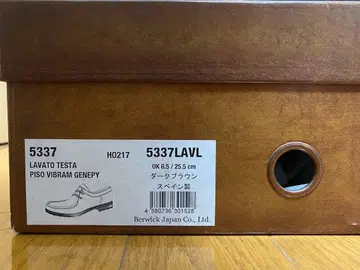 5337 HO217 5337LAVL
LAVATO TESTA
PISO VIBRAM GENEPY
UK 6.5 / 25.5 cm
ダークブラウン
スペイン製
4 580736 301528
Berwick Japan Co., Ltd.